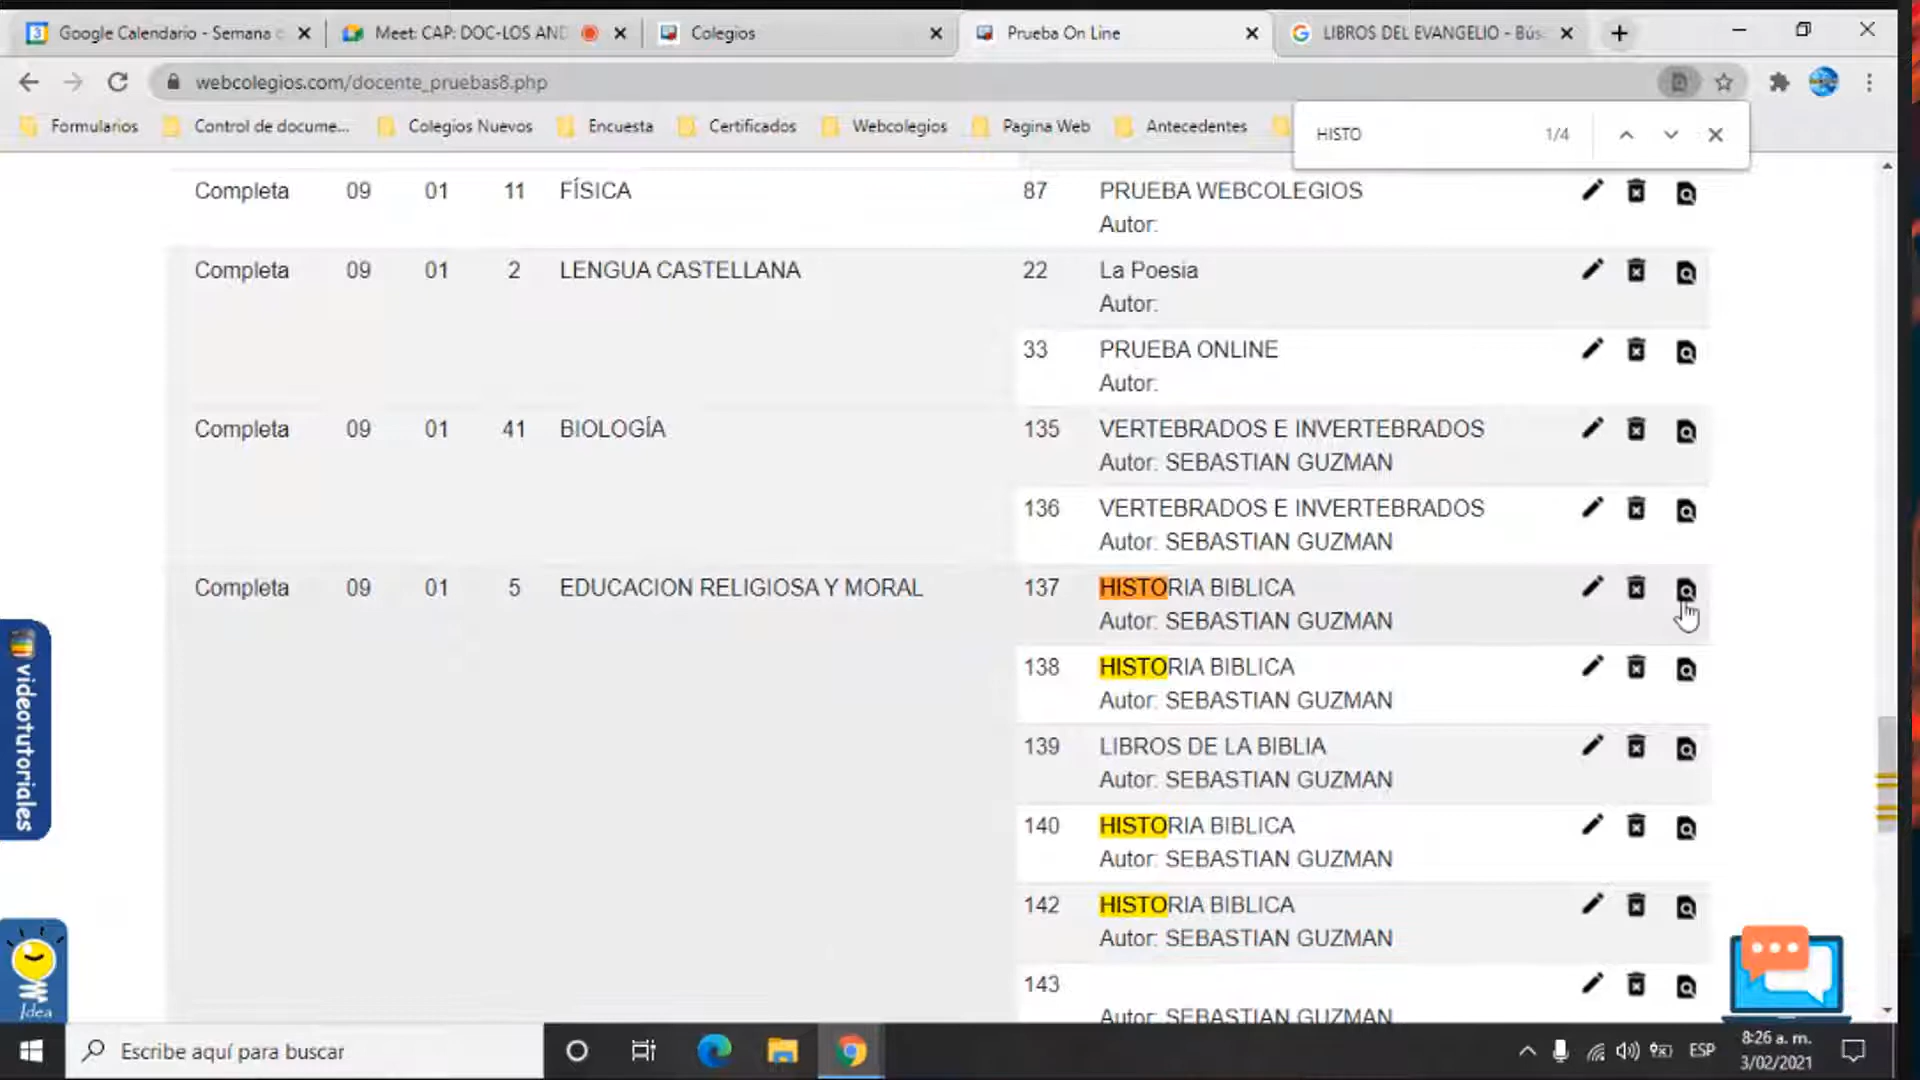 Google Calendario - Semana
Meet: CAP: DOC-LOS AND
Colegios
Prueba On Line
LIBROS DEL EVANGELIO - Bús
webcolegios.com/docente_pruebas8.php
Formularios
Control de docume...
Colegios Nuevos
Encuesta
Certificados
Webcolegios
Pagina Web
Antecedentes
HISTO 1/4
Completa 09 01 11 FÍSICA 87 PRUEBA WEBCOLEGIOS
Autor:
Completa 09 01 2 LENGUA CASTELLANA 22 La Poesia
Autor:
33 PRUEBA ONLINE
Autor:
Completa 09 01 41 BIOLOGÍA 135 VERTEBRADOS E INVERTEBRADOS
Autor: SEBASTIAN GUZMAN
136 VERTEBRADOS E INVERTEBRADOS
Autor: SEBASTIAN GUZMAN
Completa 09 01 5 EDUCACION RELIGIOSA Y MORAL 137 HISTORIA BIBLICA
Autor: SEBASTIAN GUZMAN
138 HISTORIA BIBLICA
Autor: SEBASTIAN GUZMAN
139 LIBROS DE LA BIBLIA
Autor: SEBASTIAN GUZMAN
140 HISTORIA BIBLICA
Autor: SEBASTIAN GUZMAN
142 HISTORIA BIBLICA
Autor: SEBASTIAN GUZMAN
143
Autor: SEBASTIAN GUZMAN
videotutoriales
Idea
Escribe aquí para buscar
ESP
8:26 a. m.
3/02/2021